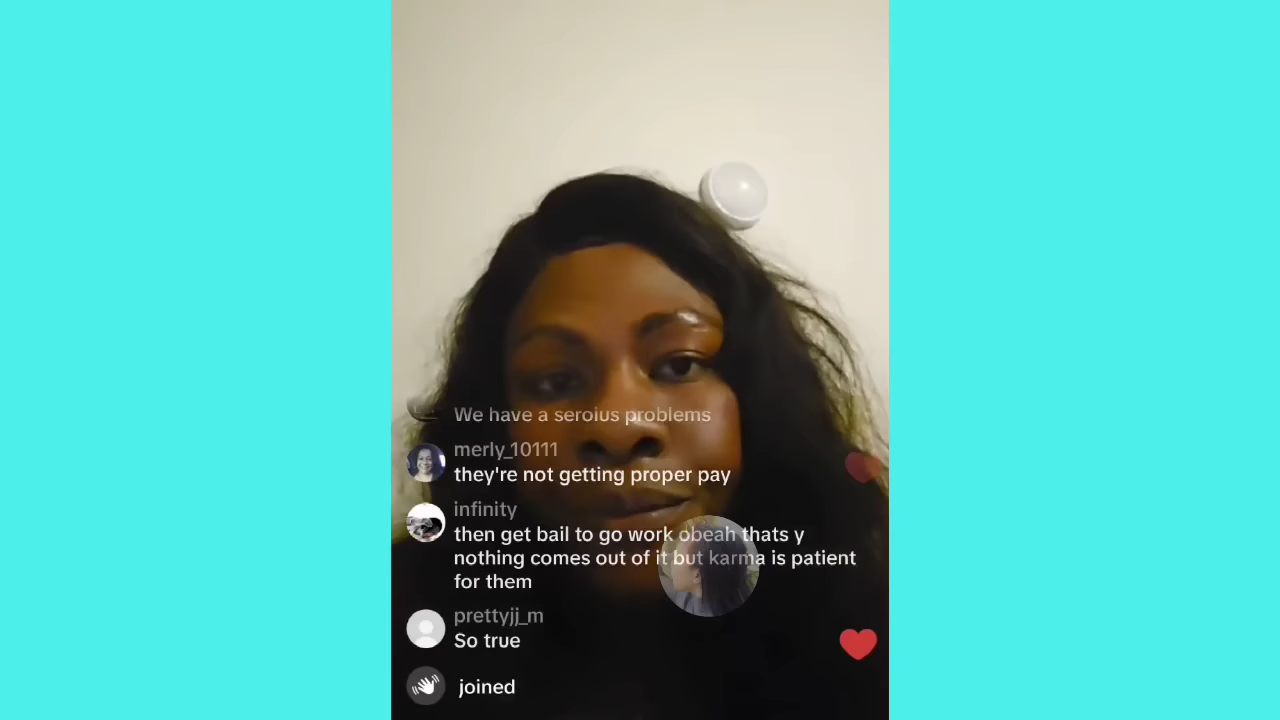 We have a seroius problems
merly_10111
they're not getting proper pay
infinity
then get bail to go work obeah thats y
nothing comes out of it but karma is patient
for them
prettyjj_m
So true
joined